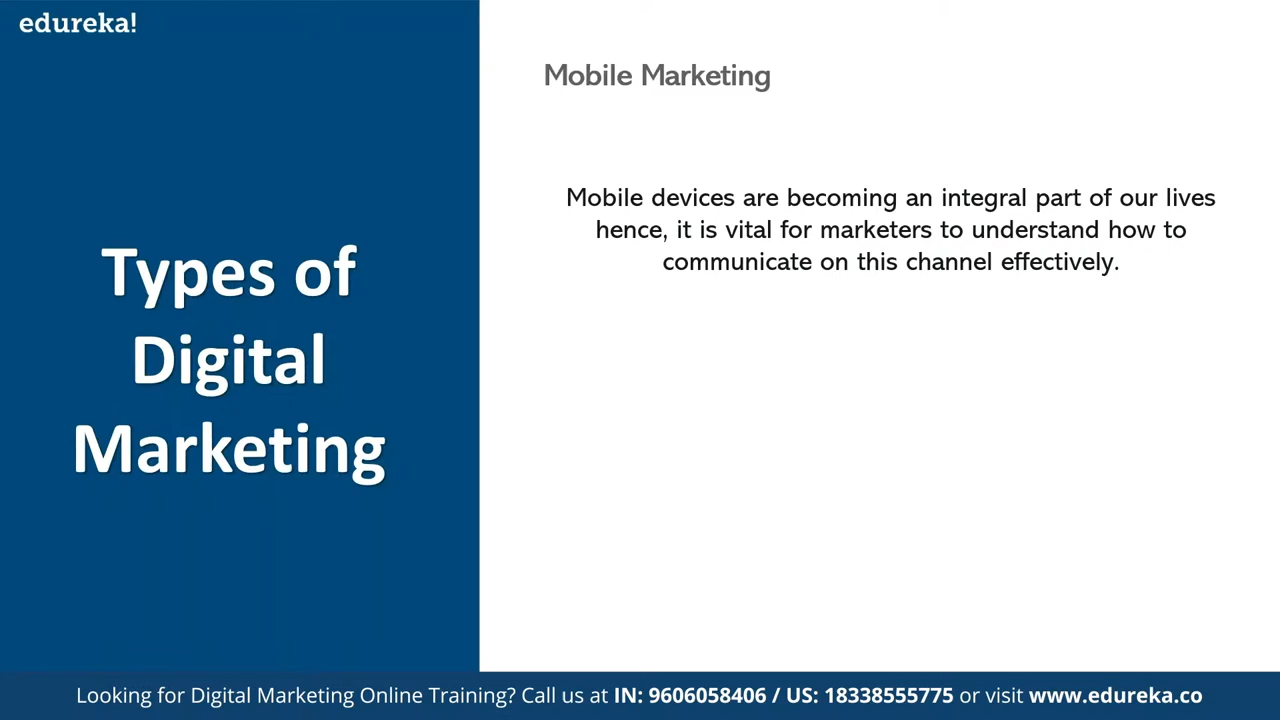 edureka!
Types of
Digital
Marketing
Mobile Marketing
Mobile devices are becoming an integral part of our lives
hence, it is vital for marketers to understand how to
communicate on this channel effectively.
Looking for Digital Marketing Online Training? Call us at IN: 9606058406 / US: 18338555775 or visit www.edureka.co